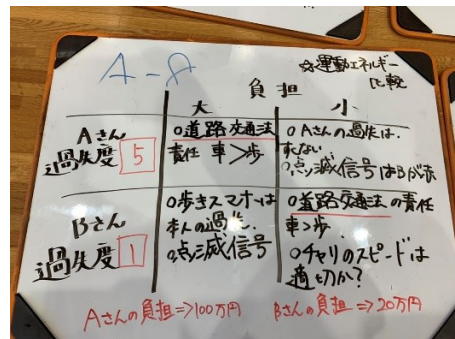 A-8
☆運動エネルギー
比較
負担
大 小
Aさん
過失度 5
○道路交通法
責任 車>歩
○Aさんの過失は、
少ない
○点滅信号はBが赤
Bさん
過失度 1
○歩きスマホは
本人の過失
○点滅信号
○道路交通法の責任
車>歩
○チャリのスピードは
適切か?
Aさんの負担⇒100万円
Bさんの負担⇒20万円